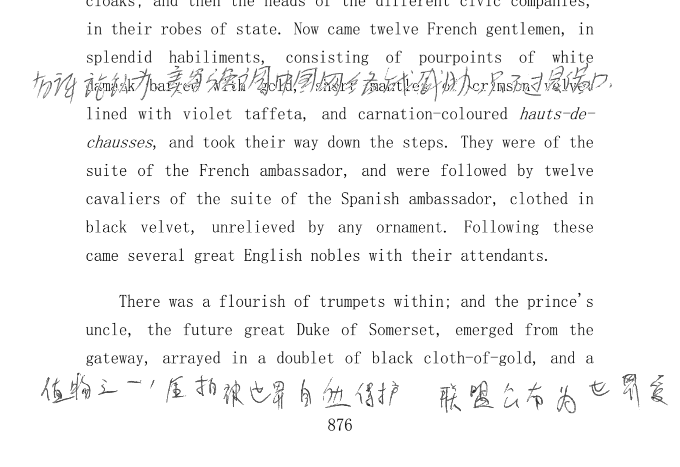 cloaks; and then the heads of the different civic companies,
in their robes of state. Now came twelve French gentlemen, in
splendid habiliments, consisting of pourpoints of white
damask barred with gold, short mantles of crimson velvet
lined with violet taffeta, and carnation-coloured hauts-de-
chausses, and took their way down the steps. They were of the
suite of the French ambassador, and were followed by twelve
cavaliers of the suite of the Spanish ambassador, clothed in
black velvet, unrelieved by any ornament. Following these
came several great English nobles with their attendants.
There was a flourish of trumpets within; and the prince's
uncle, the future great Duke of Somerset, emerged from the
gateway, arrayed in a doublet of black cloth-of-gold, and a
植物之一，屋拍被世界自然保护 联盟公布为世界爱
876